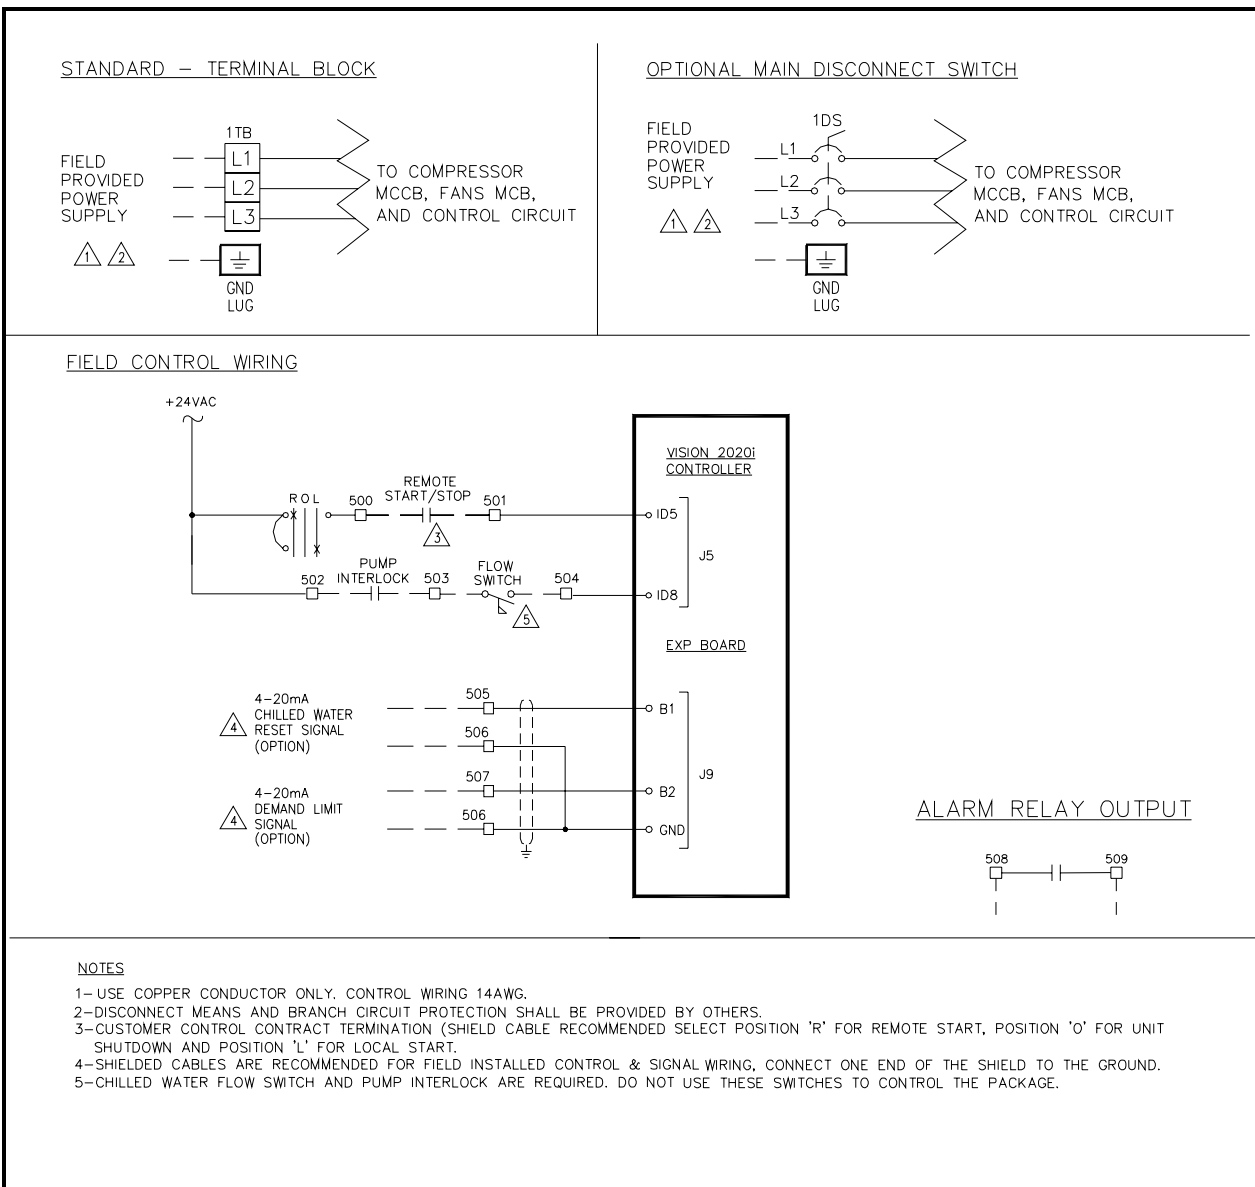 STANDARD - TERMINAL BLOCK
1TB
FIELD
PROVIDED
POWER
SUPPLY
L1
L2
L3
TO COMPRESSOR
MCCB, FANS MCB,
AND CONTROL CIRCUIT
1
2
GND
LUG
OPTIONAL MAIN DISCONNECT SWITCH
1DS
FIELD
PROVIDED
POWER
SUPPLY
L1
L2
L3
TO COMPRESSOR
MCCB, FANS MCB,
AND CONTROL CIRCUIT
1
2
GND
LUG
FIELD CONTROL WIRING
+24VAC
R O L
500
REMOTE
START/STOP
501
3
502
PUMP
INTERLOCK
503
FLOW
SWITCH
504
5
VISION 2020i
CONTROLLER
ID5
J5
ID8
EXP BOARD
4
4-20mA
CHILLED WATER
RESET SIGNAL
(OPTION)
505
506
B1
4
4-20mA
DEMAND LIMIT
SIGNAL
(OPTION)
507
506
J9
B2
GND
ALARM RELAY OUTPUT
508
509
NOTES
1- USE COPPER CONDUCTOR ONLY. CONTROL WIRING 14AWG.
2-DISCONNECT MEANS AND BRANCH CIRCUIT PROTECTION SHALL BE PROVIDED BY OTHERS.
3-CUSTOMER CONTROL CONTRACT TERMINATION (SHIELD CABLE RECOMMENDED SELECT POSITION 'R' FOR REMOTE START, POSITION 'O' FOR UNIT
SHUTDOWN AND POSITION 'L' FOR LOCAL START.
4-SHIELDED CABLES ARE RECOMMENDED FOR FIELD INSTALLED CONTROL & SIGNAL WIRING, CONNECT ONE END OF THE SHIELD TO THE GROUND.
5-CHILLED WATER FLOW SWITCH AND PUMP INTERLOCK ARE REQUIRED. DO NOT USE THESE SWITCHES TO CONTROL THE PACKAGE.